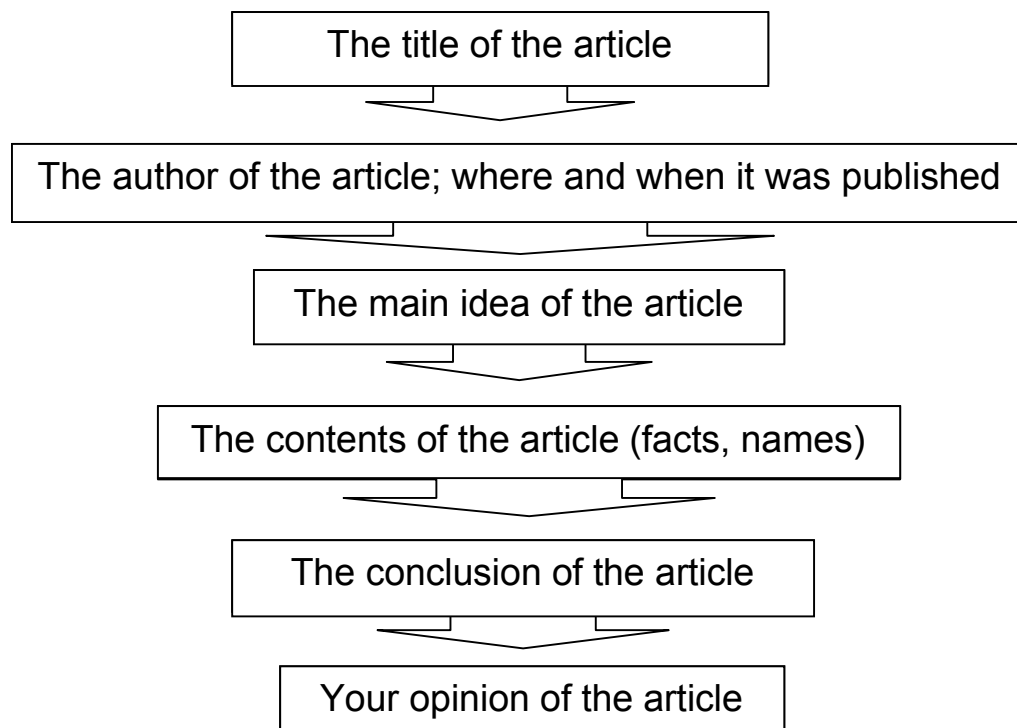 The title of the article
The author of the article; where and when it was published
The main idea of the article
The contents of the article (facts, names)
The conclusion of the article
Your opinion of the article